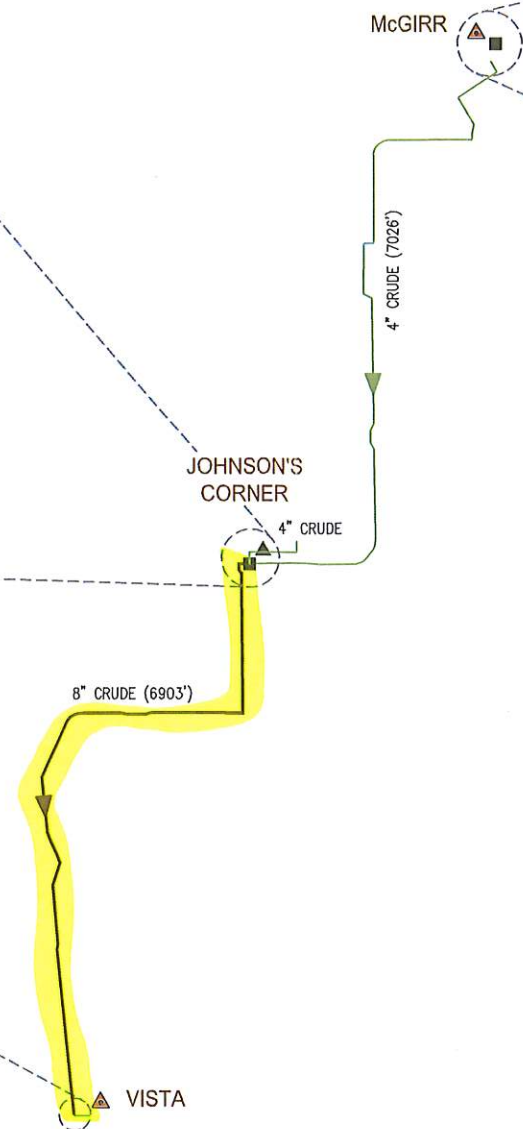 McGIRR
4" CRUDE (7026')
JOHNSON'S
CORNER
4" CRUDE
8" CRUDE (6903')
VISTA